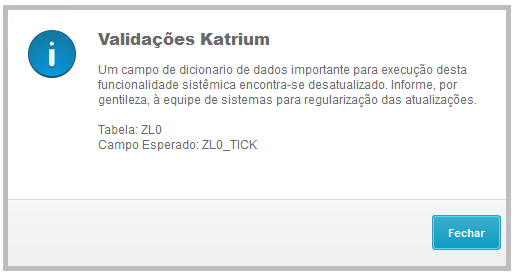 Validações Katrium
Um campo de dicionario de dados importante para execução desta
funcionalidade sistêmica encontra-se desatualizado. Informe, por
gentileza, à equipe de sistemas para regularização das atualizações.
Tabela: ZL0
Campo Esperado: ZL0_TICK
Fechar